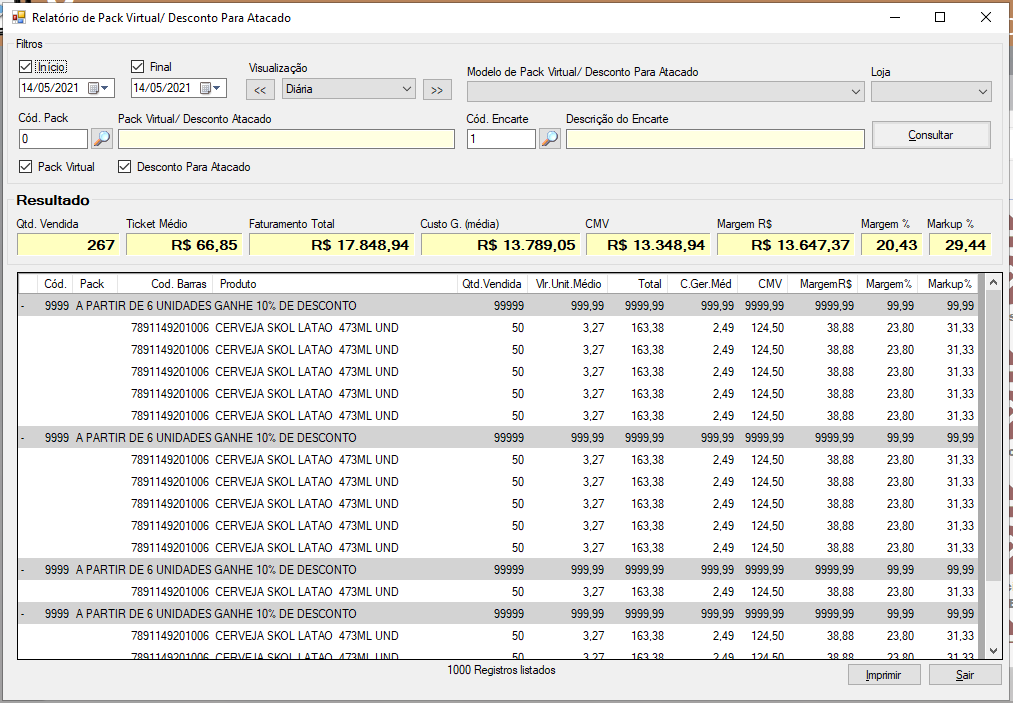 Relatório de Pack Virtual/ Desconto Para Atacado
Filtros
Início Final Visualização Modelo de Pack Virtual/ Desconto Para Atacado Loja
14/05/2021 14/05/2021 << Diária >>
Cód. Pack Pack Virtual/ Desconto Atacado Cód. Encarte Descrição do Encarte
0 1 Consultar
Pack Virtual Desconto Para Atacado
Resultado
Qtd. Vendida Ticket Médio Faturamento Total Custo G. (média) CMV Margem R$ Margem % Markup %
267 R$ 66,85 R$ 17.848,94 R$ 13.789,05 R$ 13.348,94 R$ 13.647,37 20,43 29,44
Cód. Pack Cod. Barras Produto Qtd.Vendida Vlr.Unit.Médio Total C.Ger.Méd CMV MargemR$ Margem% Markup%
- 9999 A PARTIR DE 6 UNIDADES GANHE 10% DE DESCONTO 99999 999,99 9999,99 999,99 9999,99 9999,99 99,99 99,99
7891149201006 CERVEJA SKOL LATAO 473ML UND 50 3,27 163,38 2,49 124,50 38,88 23,80 31,33
7891149201006 CERVEJA SKOL LATAO 473ML UND 50 3,27 163,38 2,49 124,50 38,88 23,80 31,33
7891149201006 CERVEJA SKOL LATAO 473ML UND 50 3,27 163,38 2,49 124,50 38,88 23,80 31,33
7891149201006 CERVEJA SKOL LATAO 473ML UND 50 3,27 163,38 2,49 124,50 38,88 23,80 31,33
7891149201006 CERVEJA SKOL LATAO 473ML UND 50 3,27 163,38 2,49 124,50 38,88 23,80 31,33
- 9999 A PARTIR DE 6 UNIDADES GANHE 10% DE DESCONTO 99999 999,99 9999,99 999,99 9999,99 9999,99 99,99 99,99
7891149201006 CERVEJA SKOL LATAO 473ML UND 50 3,27 163,38 2,49 124,50 38,88 23,80 31,33
7891149201006 CERVEJA SKOL LATAO 473ML UND 50 3,27 163,38 2,49 124,50 38,88 23,80 31,33
7891149201006 CERVEJA SKOL LATAO 473ML UND 50 3,27 163,38 2,49 124,50 38,88 23,80 31,33
7891149201006 CERVEJA SKOL LATAO 473ML UND 50 3,27 163,38 2,49 124,50 38,88 23,80 31,33
7891149201006 CERVEJA SKOL LATAO 473ML UND 50 3,27 163,38 2,49 124,50 38,88 23,80 31,33
- 9999 A PARTIR DE 6 UNIDADES GANHE 10% DE DESCONTO 99999 999,99 9999,99 999,99 9999,99 9999,99 99,99 99,99
7891149201006 CERVEJA SKOL LATAO 473ML UND 50 3,27 163,38 2,49 124,50 38,88 23,80 31,33
- 9999 A PARTIR DE 6 UNIDADES GANHE 10% DE DESCONTO 99999 999,99 9999,99 999,99 9999,99 9999,99 99,99 99,99
7891149201006 CERVEJA SKOL LATAO 473ML UND 50 3,27 163,38 2,49 124,50 38,88 23,80 31,33
7891149201006 CERVEJA SKOL LATAO 473ML UND 50 3,27 163,38 2,49 124,50 38,88 23,80 31,33
1000 Registros listados
Imprimir Sair